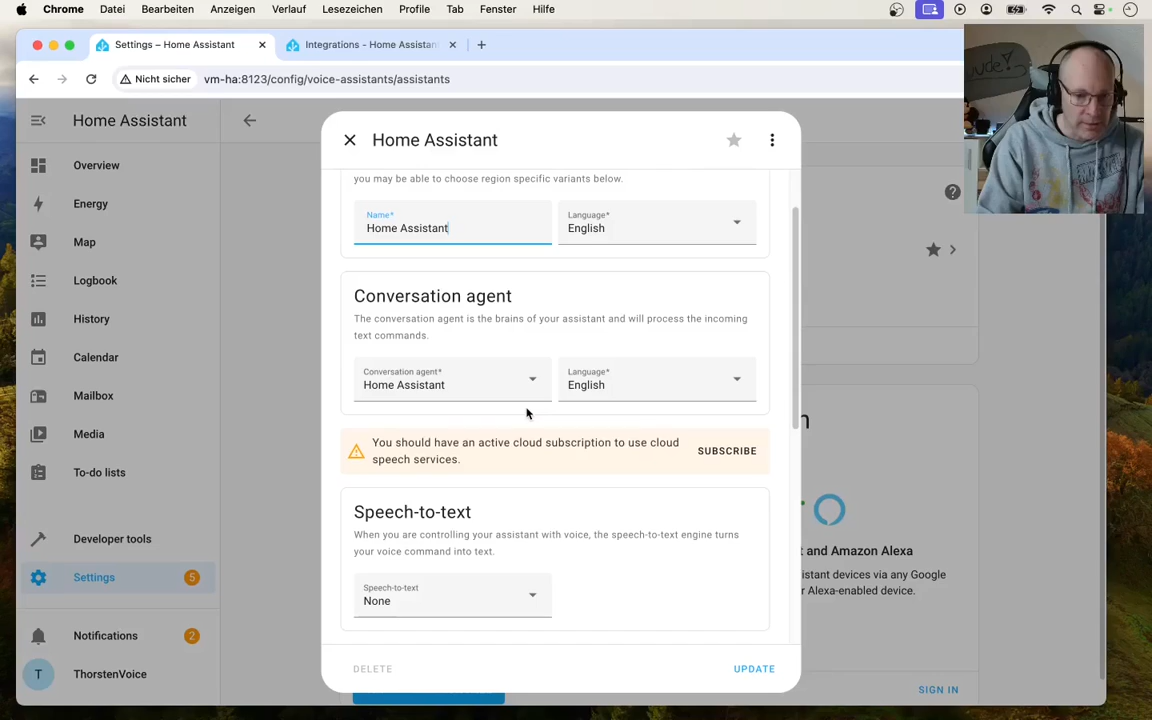 Chrome Datei Bearbeiten Anzeigen Verlauf Lesezeichen Profile Tab Fenster Hilfe
Settings – Home Assistant
Integrations - Home Assistan
Nicht sicher
vm-ha:8123/config/voice-assistants/assistants
Home Assistant
Overview
Energy
Map
Logbook
History
Calendar
Mailbox
Media
To-do lists
Developer tools
Settings 5
Notifications 2
T ThorstenVoice
Home Assistant
you may be able to choose region specific variants below.
Name*
Home Assistant
Language*
English
Conversation agent
The conversation agent is the brains of your assistant and will process the incoming
text commands.
Conversation agent*
Home Assistant
Language*
English
You should have an active cloud subscription to use cloud
speech services.
SUBSCRIBE
Speech-to-text
When you are controlling your assistant with voice, the speech-to-text engine turns
your voice command into text.
Speech-to-text
None
DELETE
UPDATE
n
t and Amazon Alexa
istant devices via any Google
r Alexa-enabled device.
SIGN IN